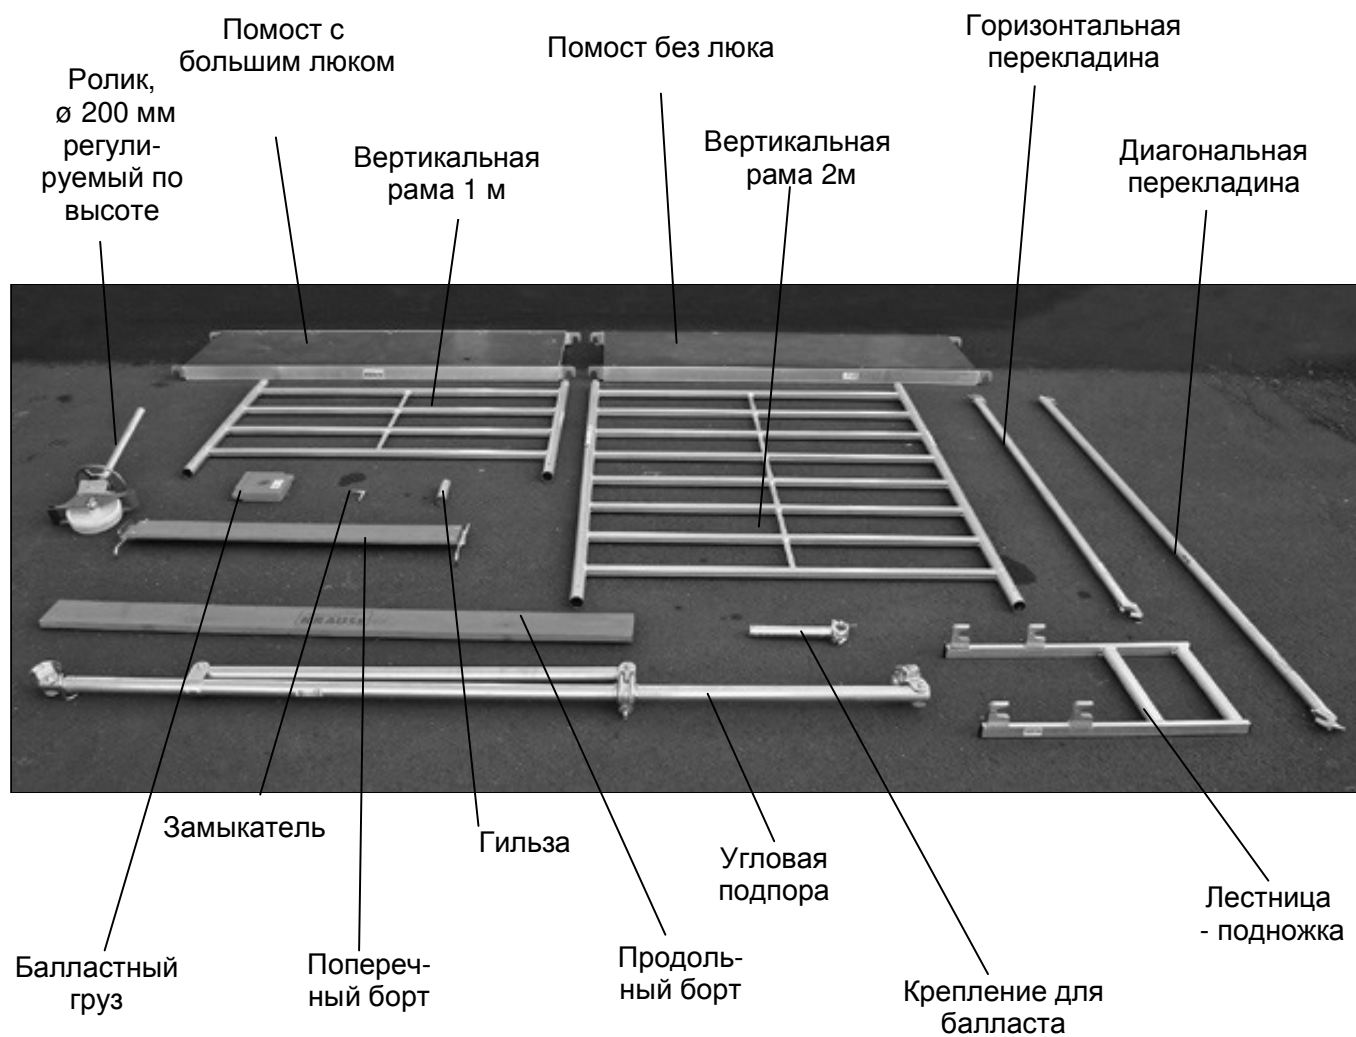 Помост с
большим люком
Помост без люка
Горизонтальная
перекладина
Ролик,
ø 200 мм
регули-
руемый по
высоте
Вертикальная
рама 1 м
Вертикальная
рама 2м
Диагональная
перекладина
KRAUSE
Замыкатель
Гильза
Угловая
подпора
Лестница
- подножка
Балластный
груз
Попереч-
ный борт
Продоль-
ный борт
Крепление для
балласта